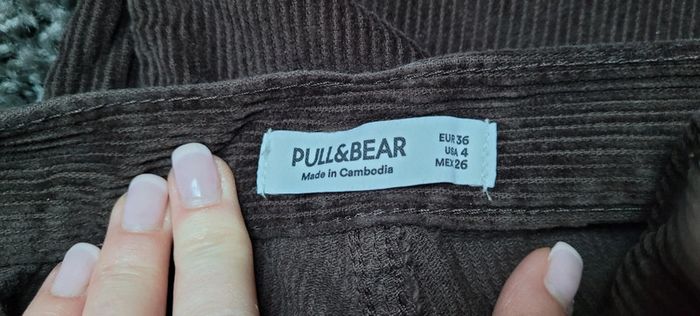 PULL&BEAR
Made in Cambodia
EUR 36
USA 4
MEX 26